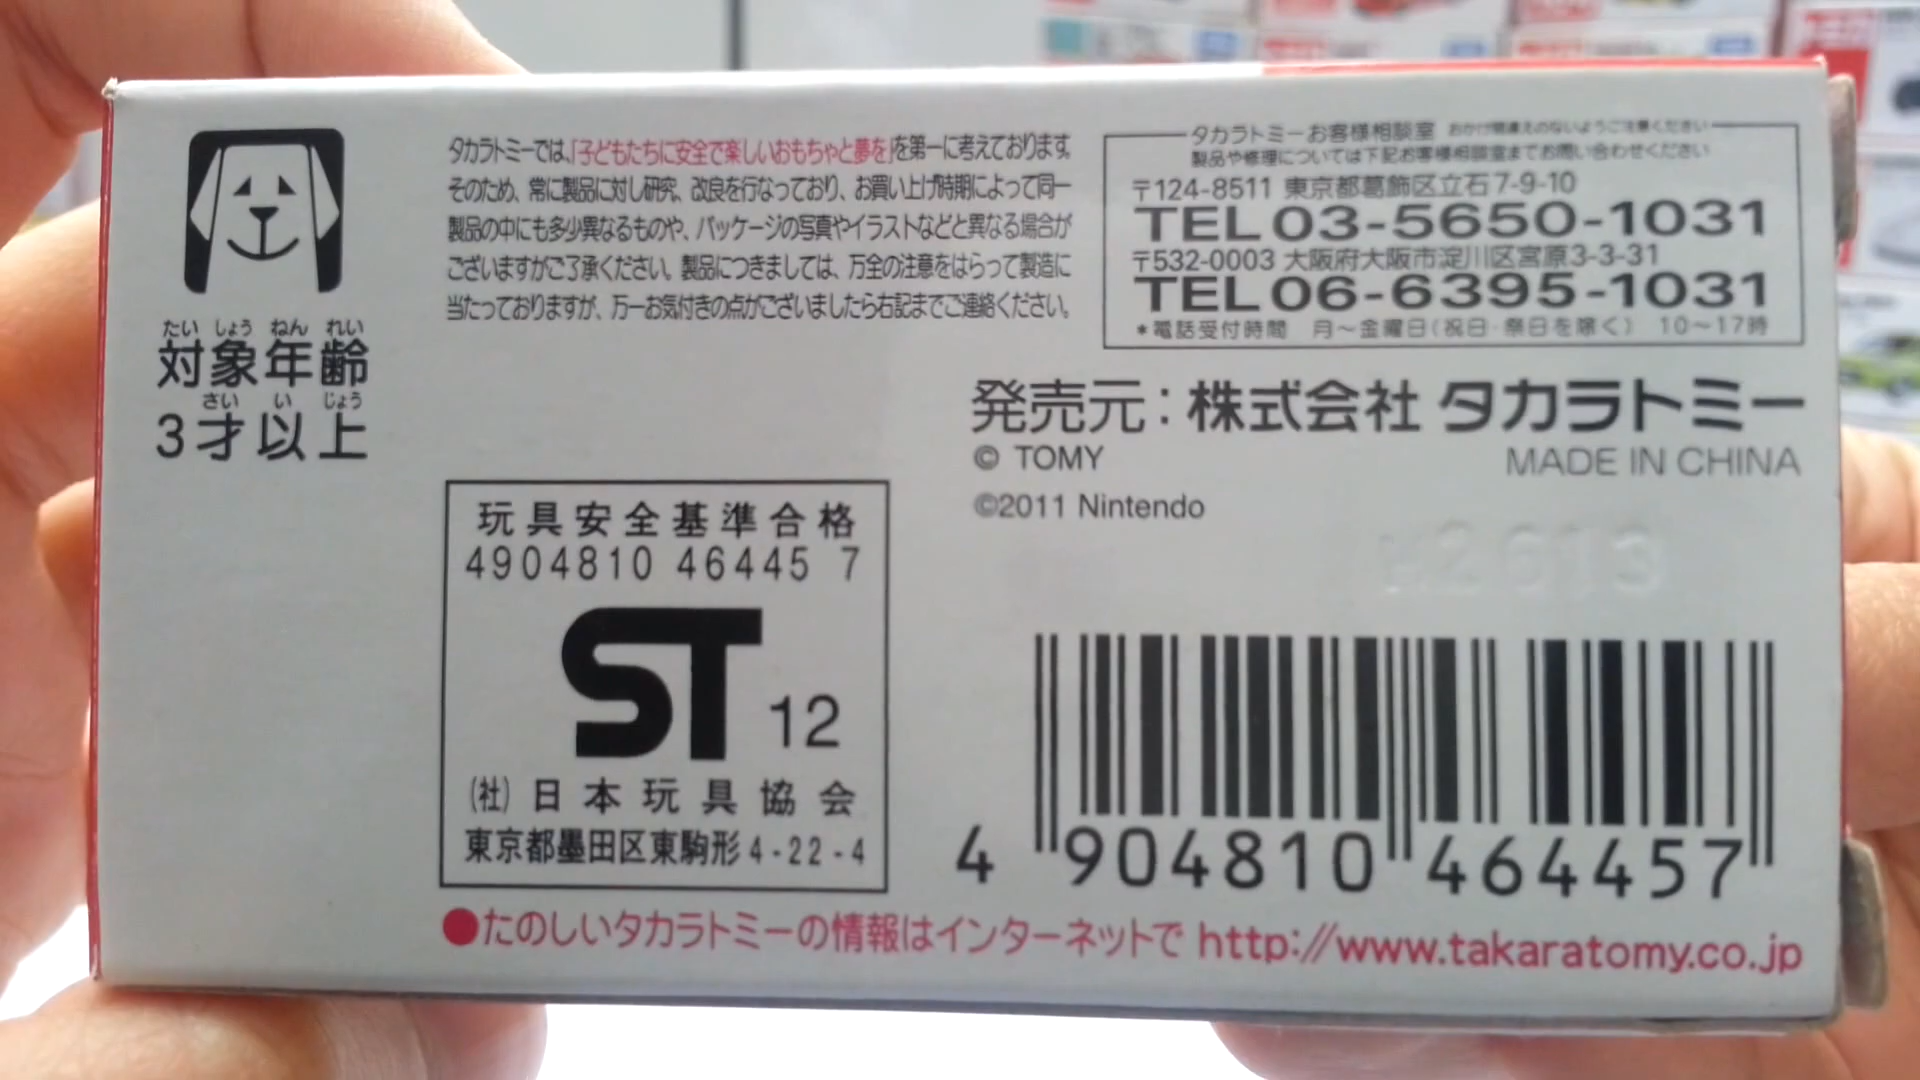 たい しょう ねん れい
対象年齢
さい い じょう
3才以上
タカラトミーでは、「子どもたちに安全で楽しいおもちゃと夢を」を第一に考えております。
そのため、常に製品に対し研究、改良を行なっており、お買い上げ時期によって同一
製品の中にも多少異なるものや、パッケージの写真やイラストなどと異なる場合が
ございますがご了承ください。製品につきましては、万全の注意をはらって製造に
当たっておりますが、万一お気付きの点がございましたら右記までご連絡ください。
タカラトミーお客様相談室 おかけ間違えのないようご注意ください
製品や修理については下記お客様相談室までお問い合わせください
〒124-8511 東京都葛飾区立石7-9-10
TEL03-5650-1031
〒532-0003 大阪府大阪市淀川区宮原3-3-31
TEL06-6395-1031
*電話受付時間 月~金曜日(祝日・祭日を除く) 10~17時
発売元:株式会社 タカラトミー
© TOMY
MADE IN CHINA
©2011 Nintendo
玩具安全基準合格
4904810 46445 7
ST 12
(社)日本玩具協会
東京都墨田区東駒形4-22-4
4 904810 464457
●たのしいタカラトミーの情報はインターネットで http://www.takaratomy.co.jp